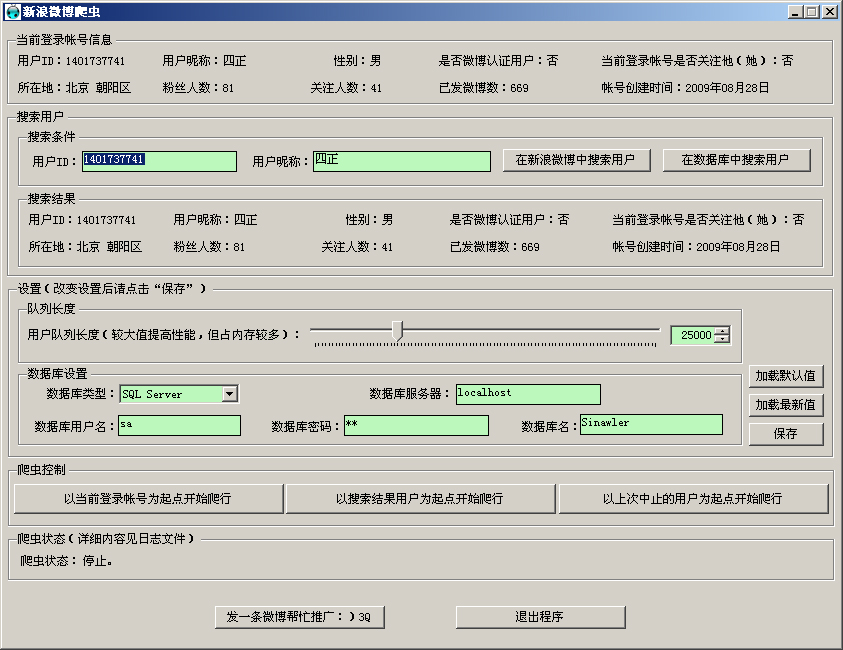 新浪微博爬虫
当前登录帐号信息
用户ID：1401737741 用户昵称：四正 性别：男 是否微博认证用户：否 当前登录帐号是否关注他（她）：否
所在地：北京 朝阳区 粉丝人数：81 关注人数：41 已发微博数：669 帐号创建时间：2009年08月28日
搜索用户
搜索条件
用户ID：1401737741 用户昵称：四正 在新浪微博中搜索用户 在数据库中搜索用户
搜索结果
用户ID：1401737741 用户昵称：四正 性别：男 是否微博认证用户：否 当前登录帐号是否关注他（她）：否
所在地：北京 朝阳区 粉丝人数：81 关注人数：41 已发微博数：669 帐号创建时间：2009年08月28日
设置（改变设置后请点击“保存”）
队列长度
用户队列长度（较大值提高性能，但占内存较多）： 25000
数据库设置
数据库类型：SQL Server 数据库服务器：localhost
数据库用户名：sa 数据库密码：** 数据库名：Sinawler
加载默认值
加载最新值
保存
爬虫控制
以当前登录帐号为起点开始爬行 以搜索结果用户为起点开始爬行 以上次中止的用户为起点开始爬行
爬虫状态（详细内容见日志文件）
爬虫状态：停止。
发一条微博帮忙推广：）3Q 退出程序